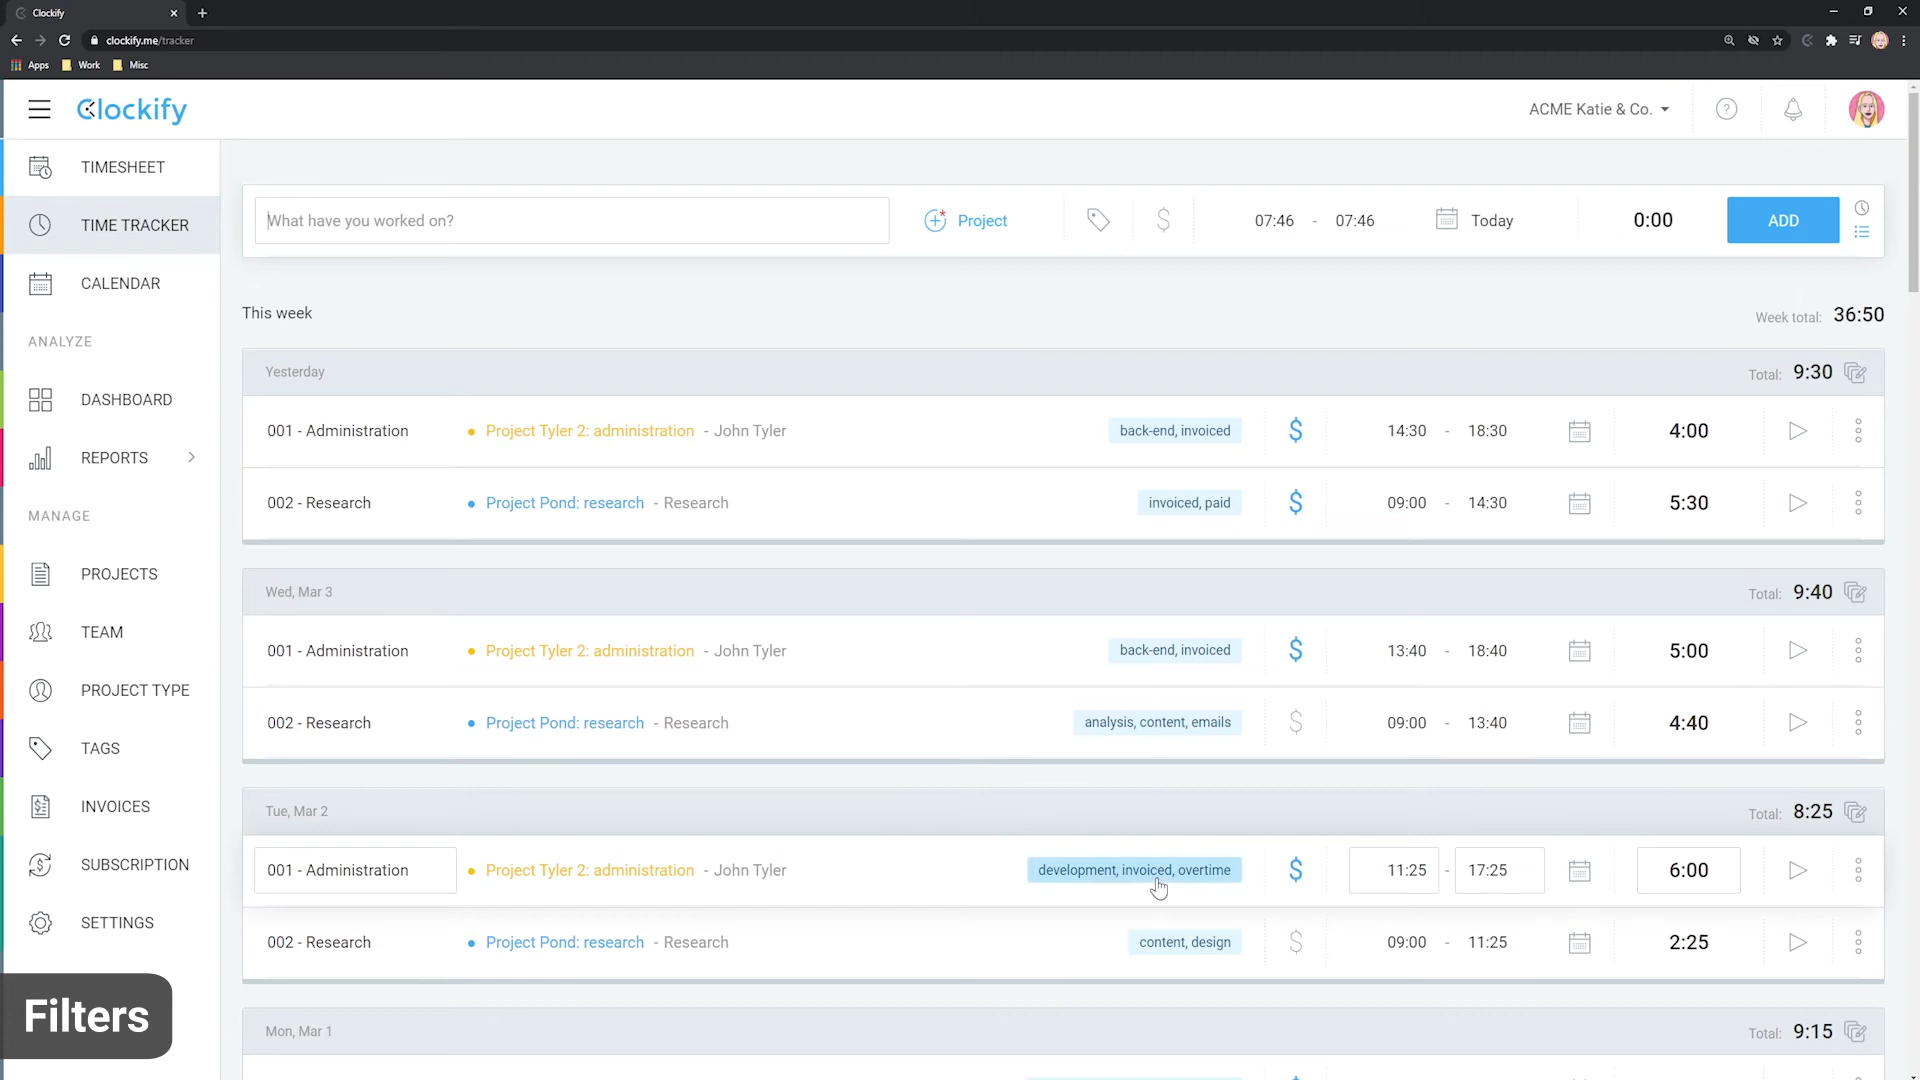 Clockify
clockify.me/tracker
Apps Work Misc
Clockify
ACME Katie & Co.
TIMESHEET
TIME TRACKER
CALENDAR
ANALYZE
DASHBOARD
REPORTS
MANAGE
PROJECTS
TEAM
PROJECT TYPE
TAGS
INVOICES
SUBSCRIPTION
SETTINGS
Filters
What have you worked on? Project $ 07:46 - 07:46 Today 0:00 ADD
This week Week total: 36:50
Yesterday Total: 9:30
001 - Administration Project Tyler 2: administration - John Tyler back-end, invoiced $ 14:30 - 18:30 4:00
002 - Research Project Pond: research - Research invoiced, paid $ 09:00 - 14:30 5:30
Wed, Mar 3 Total: 9:40
001 - Administration Project Tyler 2: administration - John Tyler back-end, invoiced $ 13:40 - 18:40 5:00
002 - Research Project Pond: research - Research analysis, content, emails $ 09:00 - 13:40 4:40
Tue, Mar 2 Total: 8:25
001 - Administration Project Tyler 2: administration - John Tyler development, invoiced, overtime $ 11:25 - 17:25 6:00
002 - Research Project Pond: research - Research content, design $ 09:00 - 11:25 2:25
Mon, Mar 1 Total: 9:15